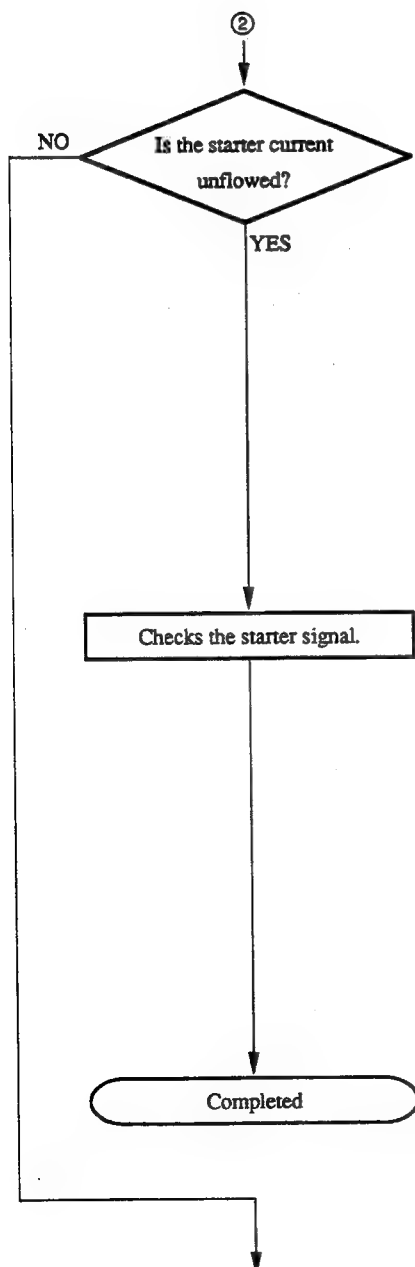 ②
Is the starter current
unflowed?
NO
YES
Checks the starter signal.
Completed